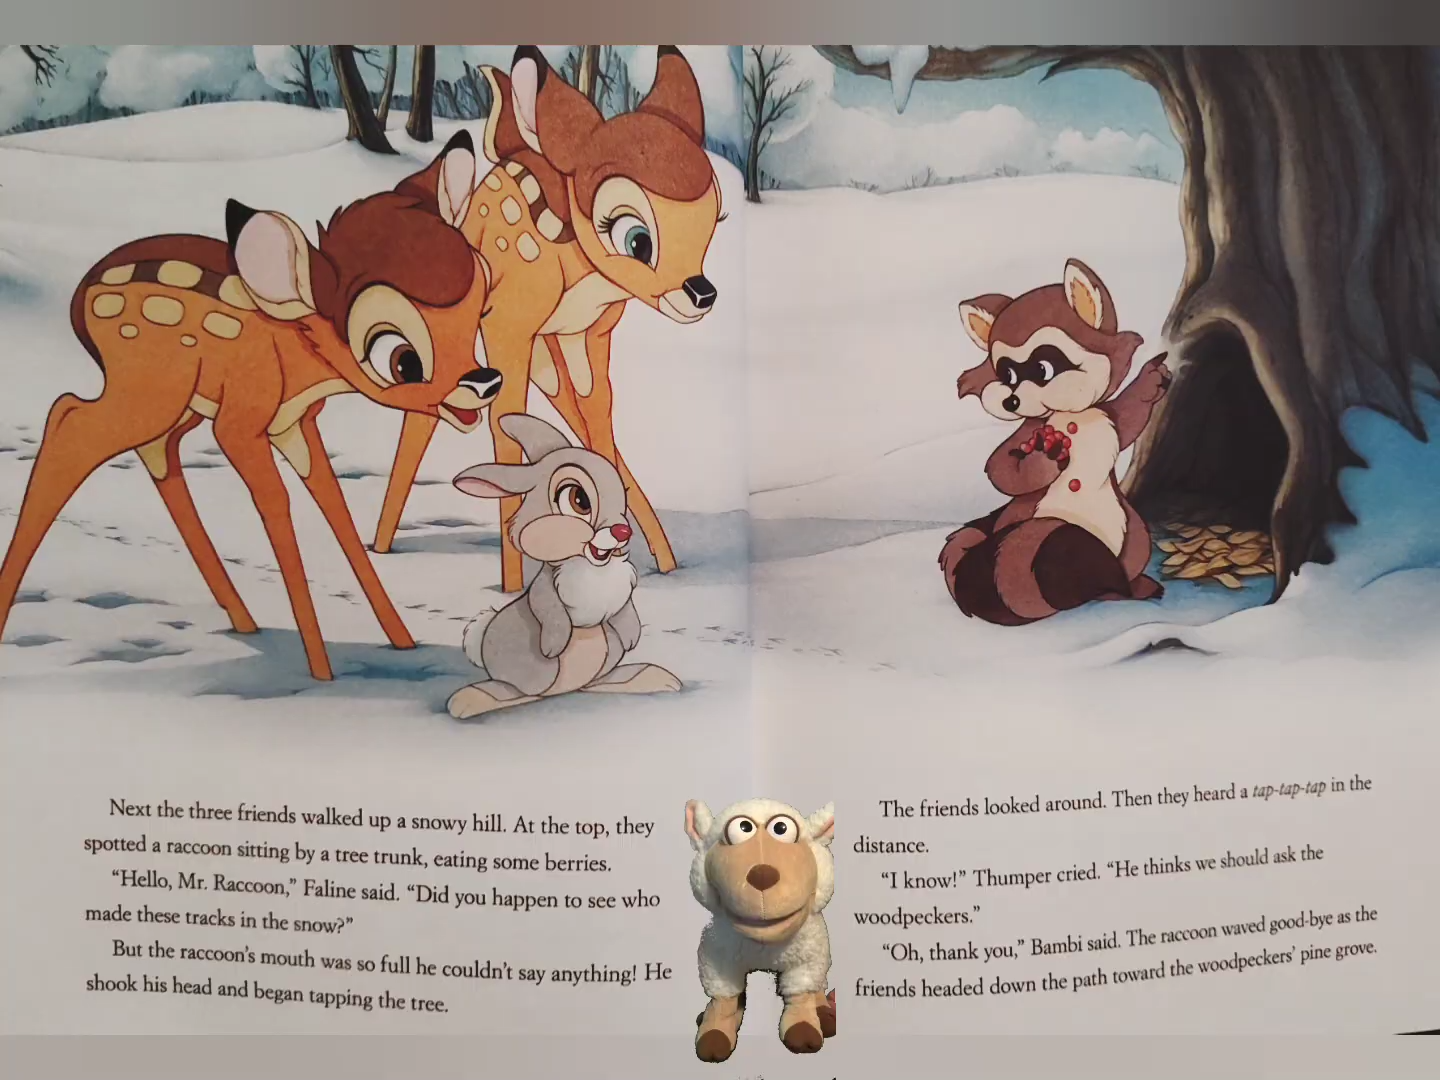 Next the three friends walked up a snowy hill. At the top, they
spotted a raccoon sitting by a tree trunk, eating some berries.
“Hello, Mr. Raccoon,” Faline said. “Did you happen to see who
made these tracks in the snow?”
But the raccoon’s mouth was so full he couldn’t say anything! He
shook his head and began tapping the tree.
The friends looked around. Then they heard a tap-tap-tap in the
distance.
“I know!” Thumper cried. “He thinks we should ask the
woodpeckers.”
“Oh, thank you,” Bambi said. The raccoon waved good-bye as the
friends headed down the path toward the woodpeckers’ pine grove.